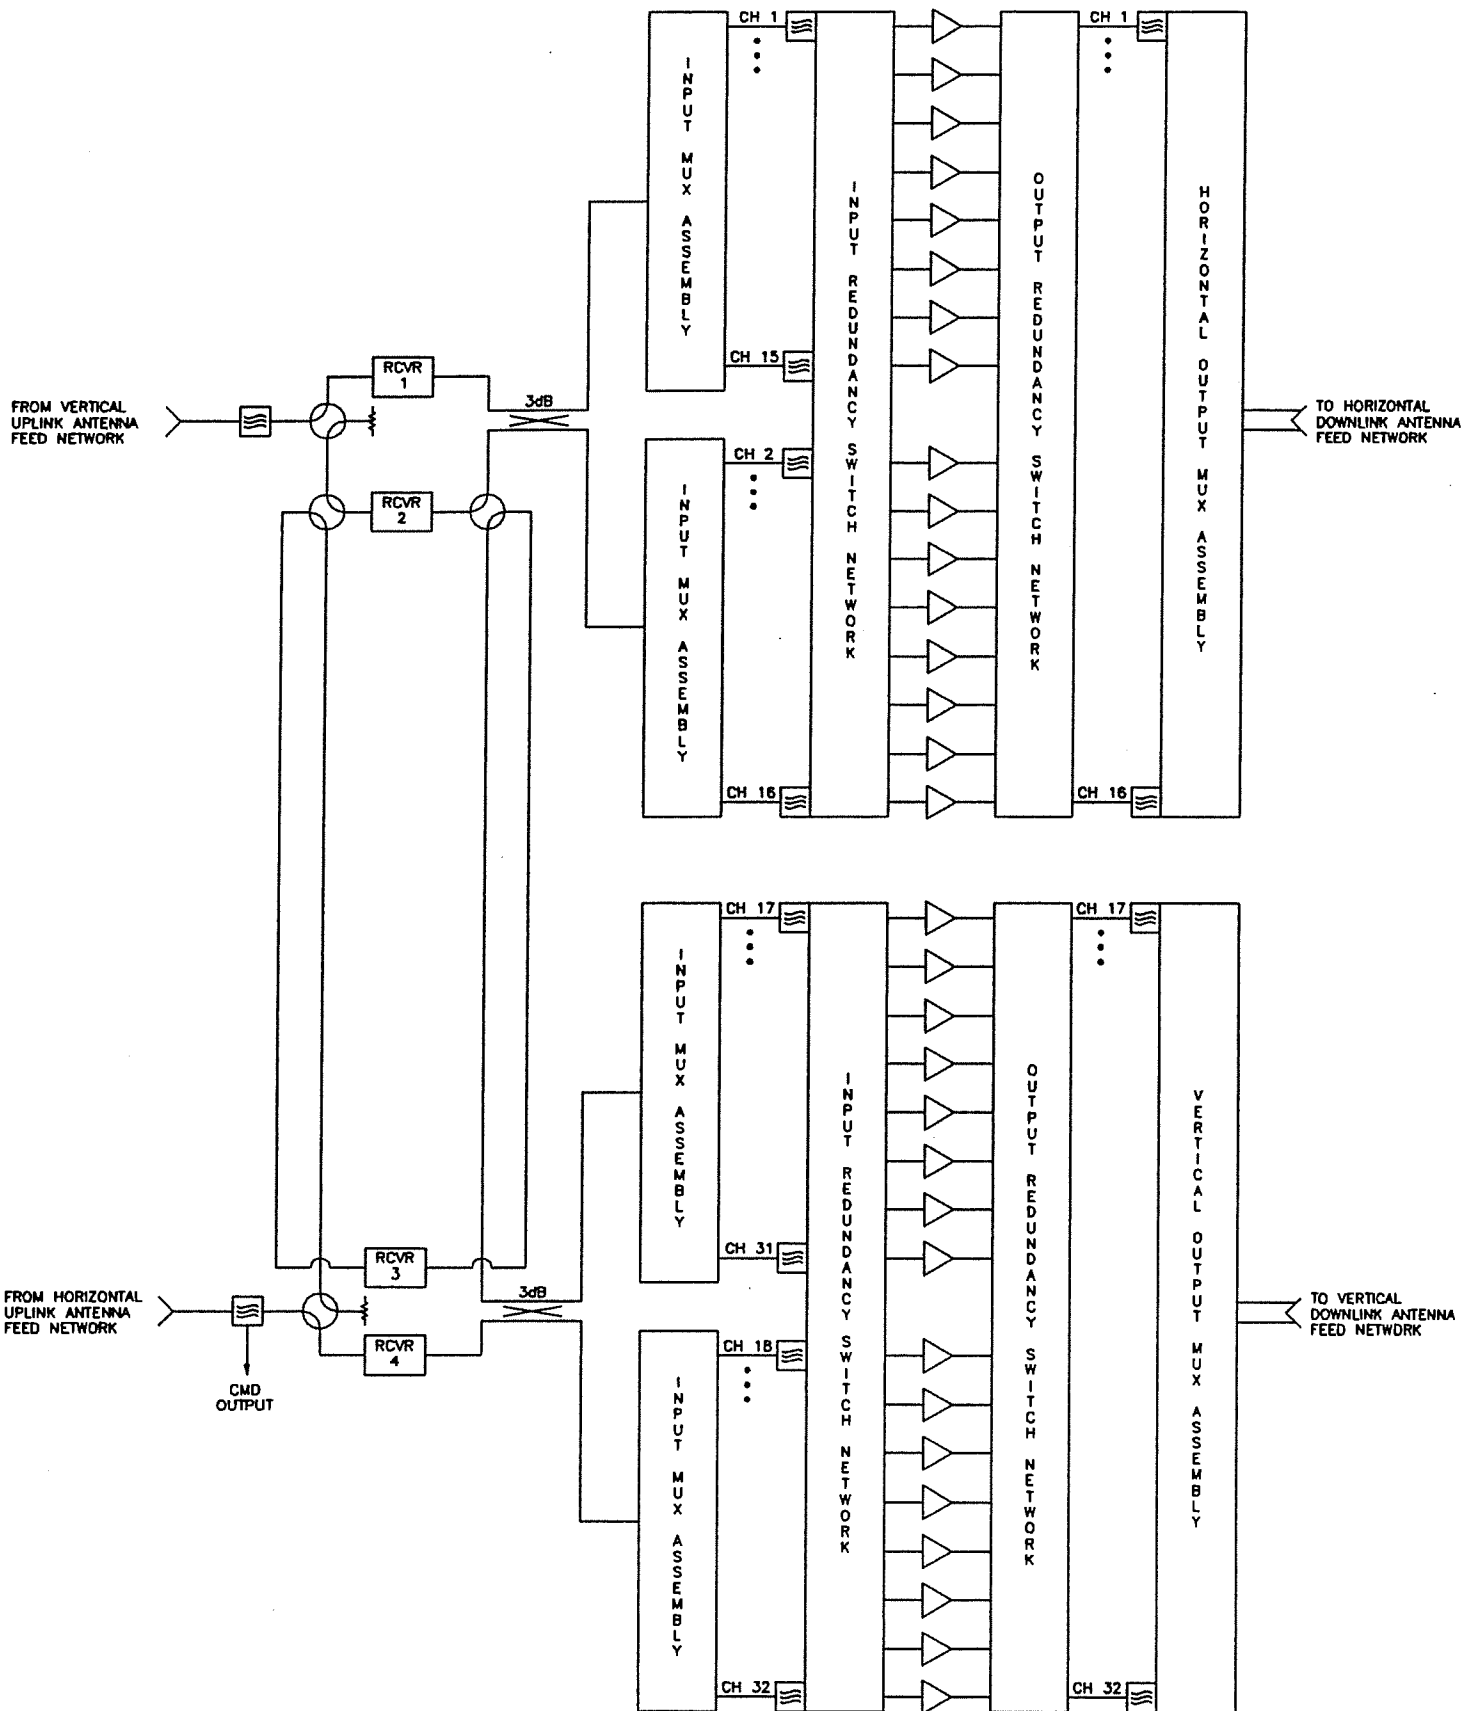 CH 1
CH 1
INPUT MUX ASSEMBLY
INPUT REDUNDANCY SWITCH NETWORK
OUTPUT REDUNDANCY SWITCH NETWORK
HORIZONTAL OUTPUT MUX ASSEMBLY
CH 15
RCVR
1
3dB
FROM VERTICAL
UPLINK ANTENNA
FEED NETWORK
TO HORIZONTAL
DOWNLINK ANTENNA
FEED NETWORK
CH 2
RCVR
2
INPUT MUX ASSEMBLY
CH 16
CH 16
CH 17
CH 17
INPUT MUX ASSEMBLY
INPUT REDUNDANCY SWITCH NETWORK
OUTPUT REDUNDANCY SWITCH NETWORK
VERTICAL OUTPUT MUX ASSEMBLY
CH 31
RCVR
3
3dB
FROM HORIZONTAL
UPLINK ANTENNA
FEED NETWORK
TO VERTICAL
DOWNLINK ANTENNA
FEED NETWORK
CH 18
RCVR
4
CMD
OUTPUT
INPUT MUX ASSEMBLY
CH 32
CH 32